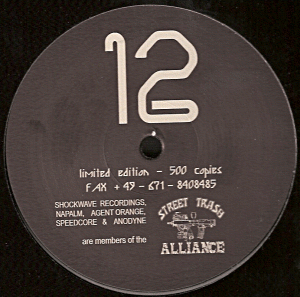 12
limited edition - 500 copies
FAX +49 - 671 - 8408485
SHOCKWAVE RECORDINGS,
NAPALM, AGENT ORANGE,
SPEEDCORE & ANODYNE
are members of the
STREET TRASH
ALLIANCE